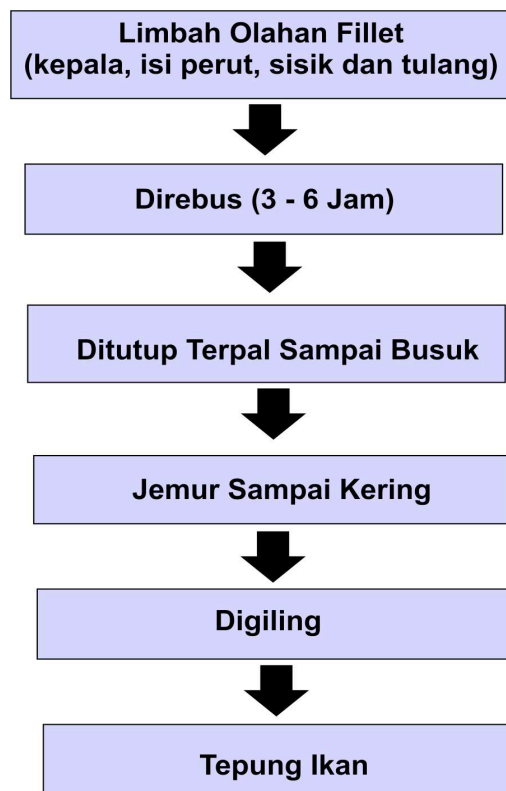 Limbah Olahan Fillet
(kepala, isi perut, sisik dan tulang)
Direbus (3 - 6 Jam)
Ditutup Terpal Sampai Busuk
Jemur Sampai Kering
Digiling
Tepung Ikan